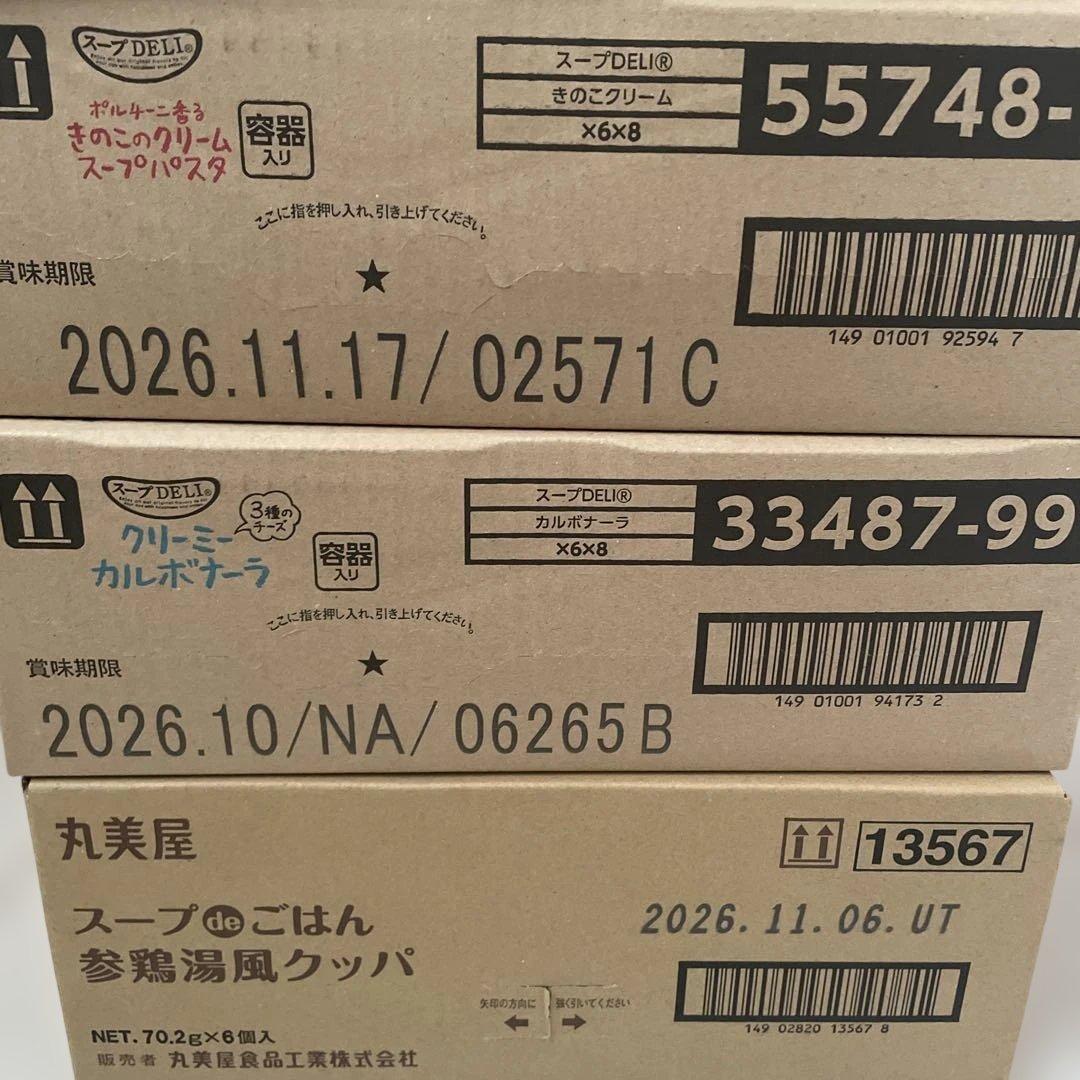 スープDELI®
ポルチーニ香る
きのこのクリーム
スープパスタ
容器
入り
スープDELI®
きのこクリーム
×6×8
55748-
ここに指を押し入れ、引き上げてください。
賞味期限
★
149 01001 92594 7
2026.11.17/02571C
スープDELI®
3種の
チーズ
クリーミー
カルボナーラ
容器
入り
スープDELI®
カルボナーラ
×6×8
33487-99
ここに指を押し入れ、引き上げてください。
賞味期限
★
149 01001 94173 2
2026.10/NA/06265B
丸美屋
13567
スープdeごはん
参鶏湯風クッパ
2026.11.06.UT
矢印の方向に 強く引いてください
149 02820 13567 8
NET.70.2g×6個入
販売者 丸美屋食品工業株式会社